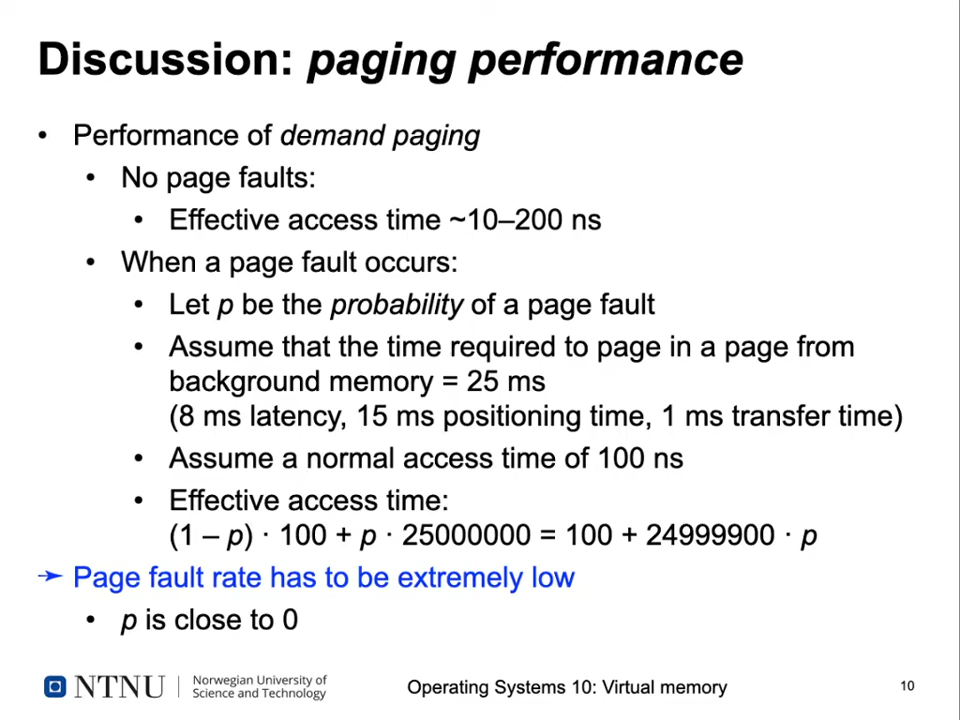 Discussion: paging performance
• Performance of demand paging
• No page faults:
• Effective access time ~10–200 ns
• When a page fault occurs:
• Let p be the probability of a page fault
• Assume that the time required to page in a page from
background memory = 25 ms
(8 ms latency, 15 ms positioning time, 1 ms transfer time)
• Assume a normal access time of 100 ns
• Effective access time:
(1 – p) · 100 + p · 25000000 = 100 + 24999900 · p
➛ Page fault rate has to be extremely low
• p is close to 0
NTNU
Norwegian University of
Science and Technology
Operating Systems 10: Virtual memory
10